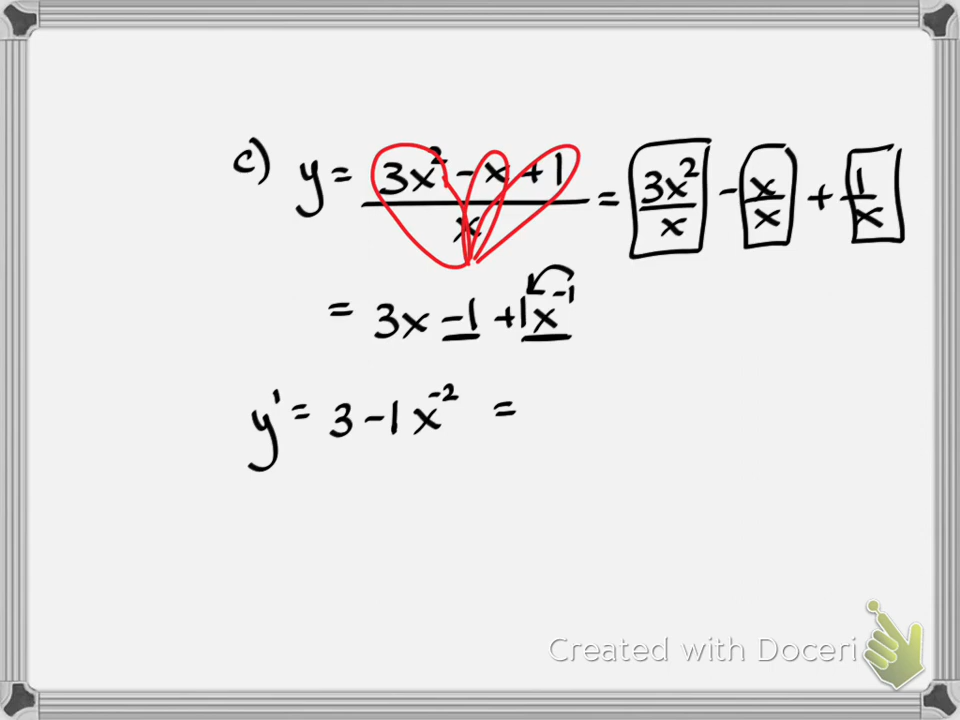 c) y = (3x² - x + 1)/x = 3x²/x - x/x + 1/x
= 3x - 1 + 1x⁻¹
y' = 3 - 1x⁻² =
Created with Doceri